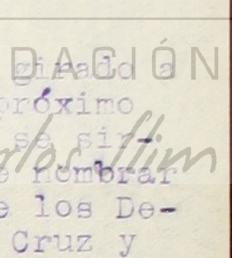 DACIÓN
girado a
próximo
se sir-
nombrar
los De-
Cruz y